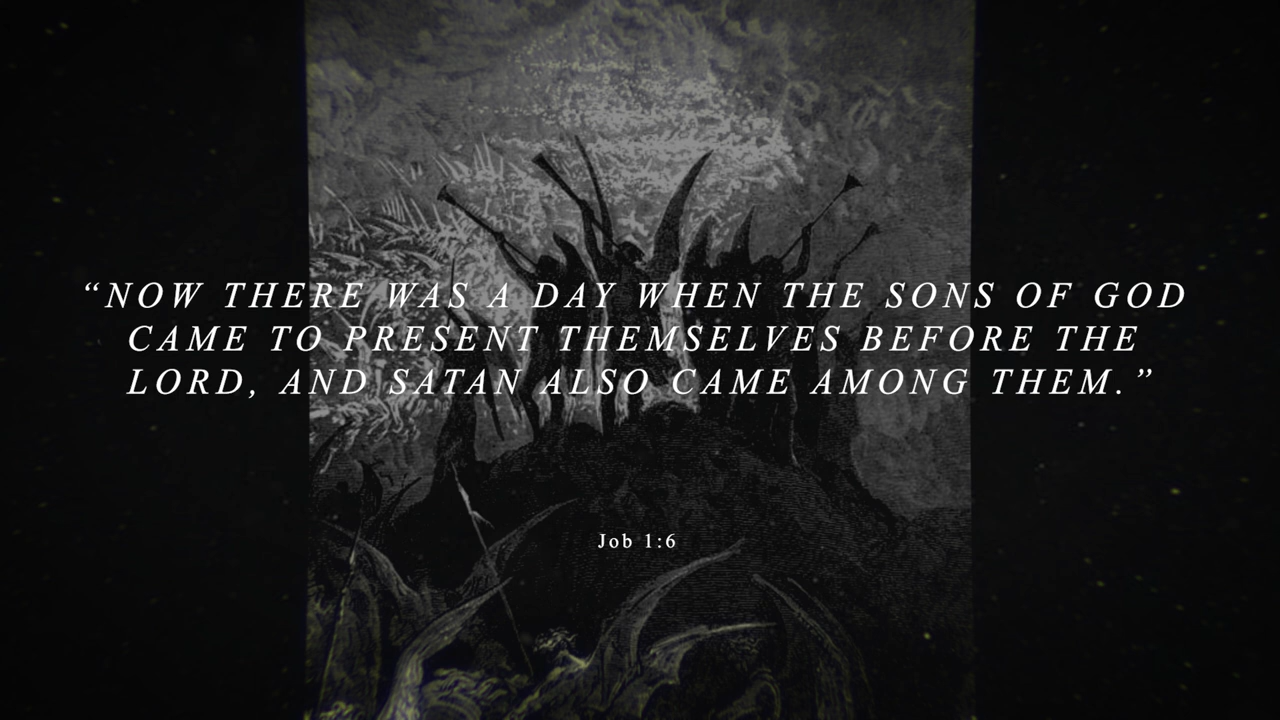 “NOW THERE WAS A DAY WHEN THE SONS OF GOD
CAME TO PRESENT THEMSELVES BEFORE THE
LORD, AND SATAN ALSO CAME AMONG THEM.”
Job 1:6